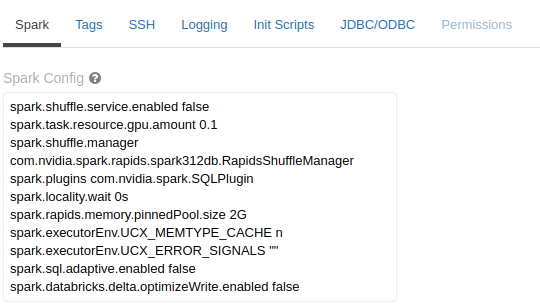 Spark Tags SSH Logging Init Scripts JDBC/ODBC Permissions
Spark Config ?
spark.shuffle.service.enabled false
spark.task.resource.gpu.amount 0.1
spark.shuffle.manager
com.nvidia.spark.rapids.spark312db.RapidsShuffleManager
spark.plugins com.nvidia.spark.SQLPlugin
spark.locality.wait 0s
spark.rapids.memory.pinnedPool.size 2G
spark.executorEnv.UCX_MEMTYPE_CACHE n
spark.executorEnv.UCX_ERROR_SIGNALS ""
spark.sql.adaptive.enabled false
spark.databricks.delta.optimizeWrite.enabled false